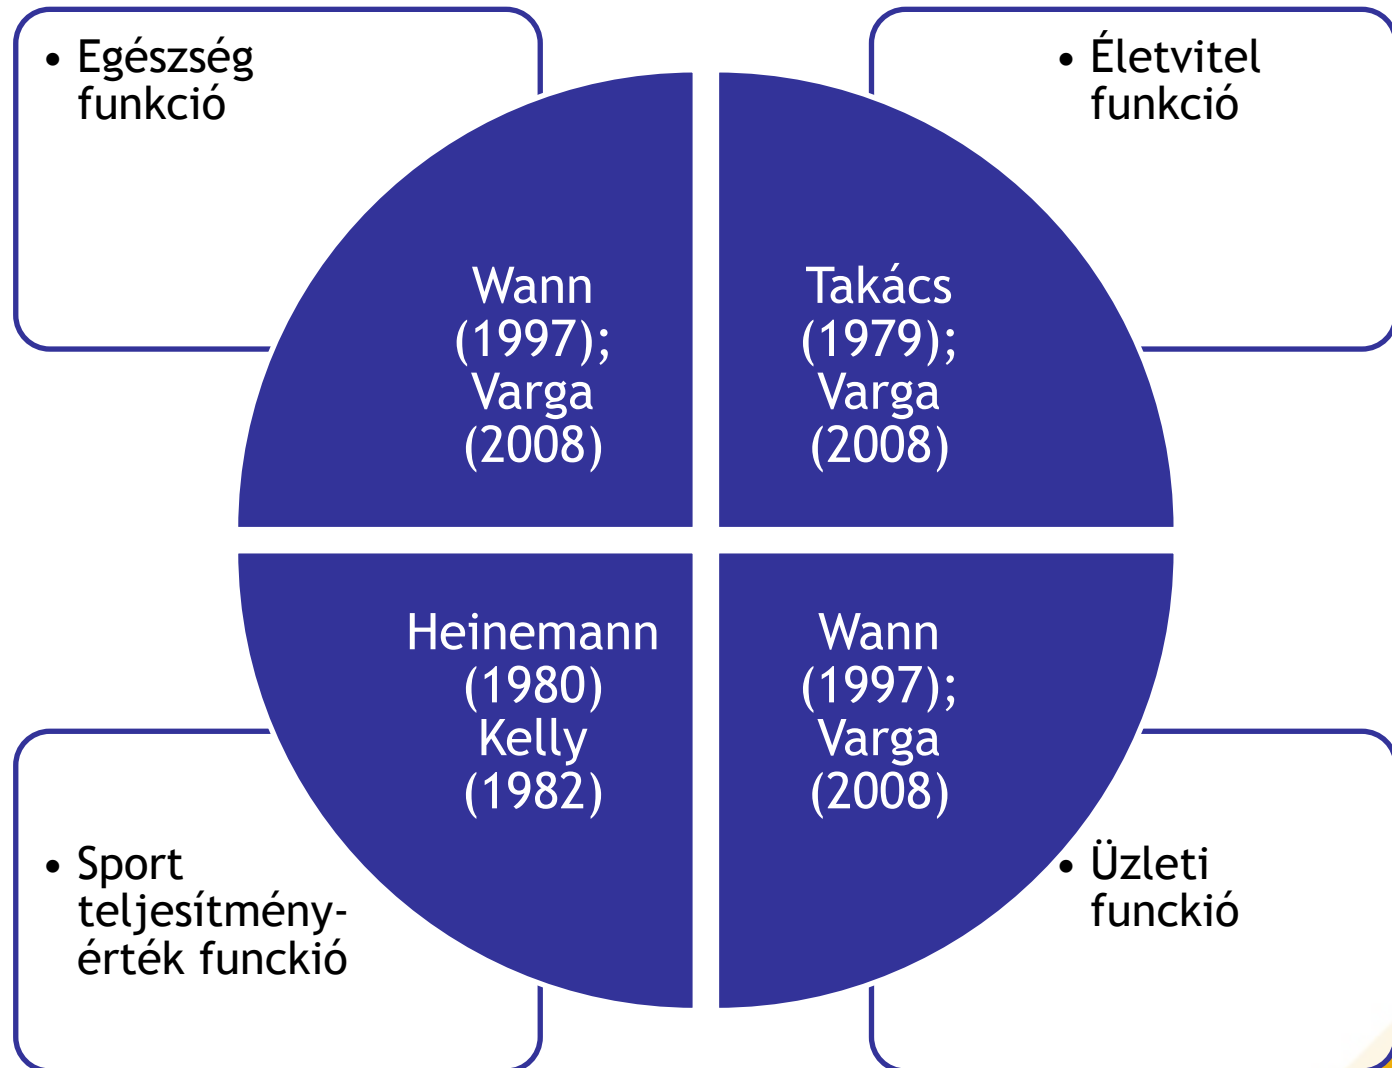 • Egészség
funkció
• Életvitel
funkció
Wann
(1997);
Varga
(2008)
Takács
(1979);
Varga
(2008)
Heinemann
(1980)
Kelly
(1982)
Wann
(1997);
Varga
(2008)
• Sport
teljesítmény-
érték funckió
• Üzleti
funckió